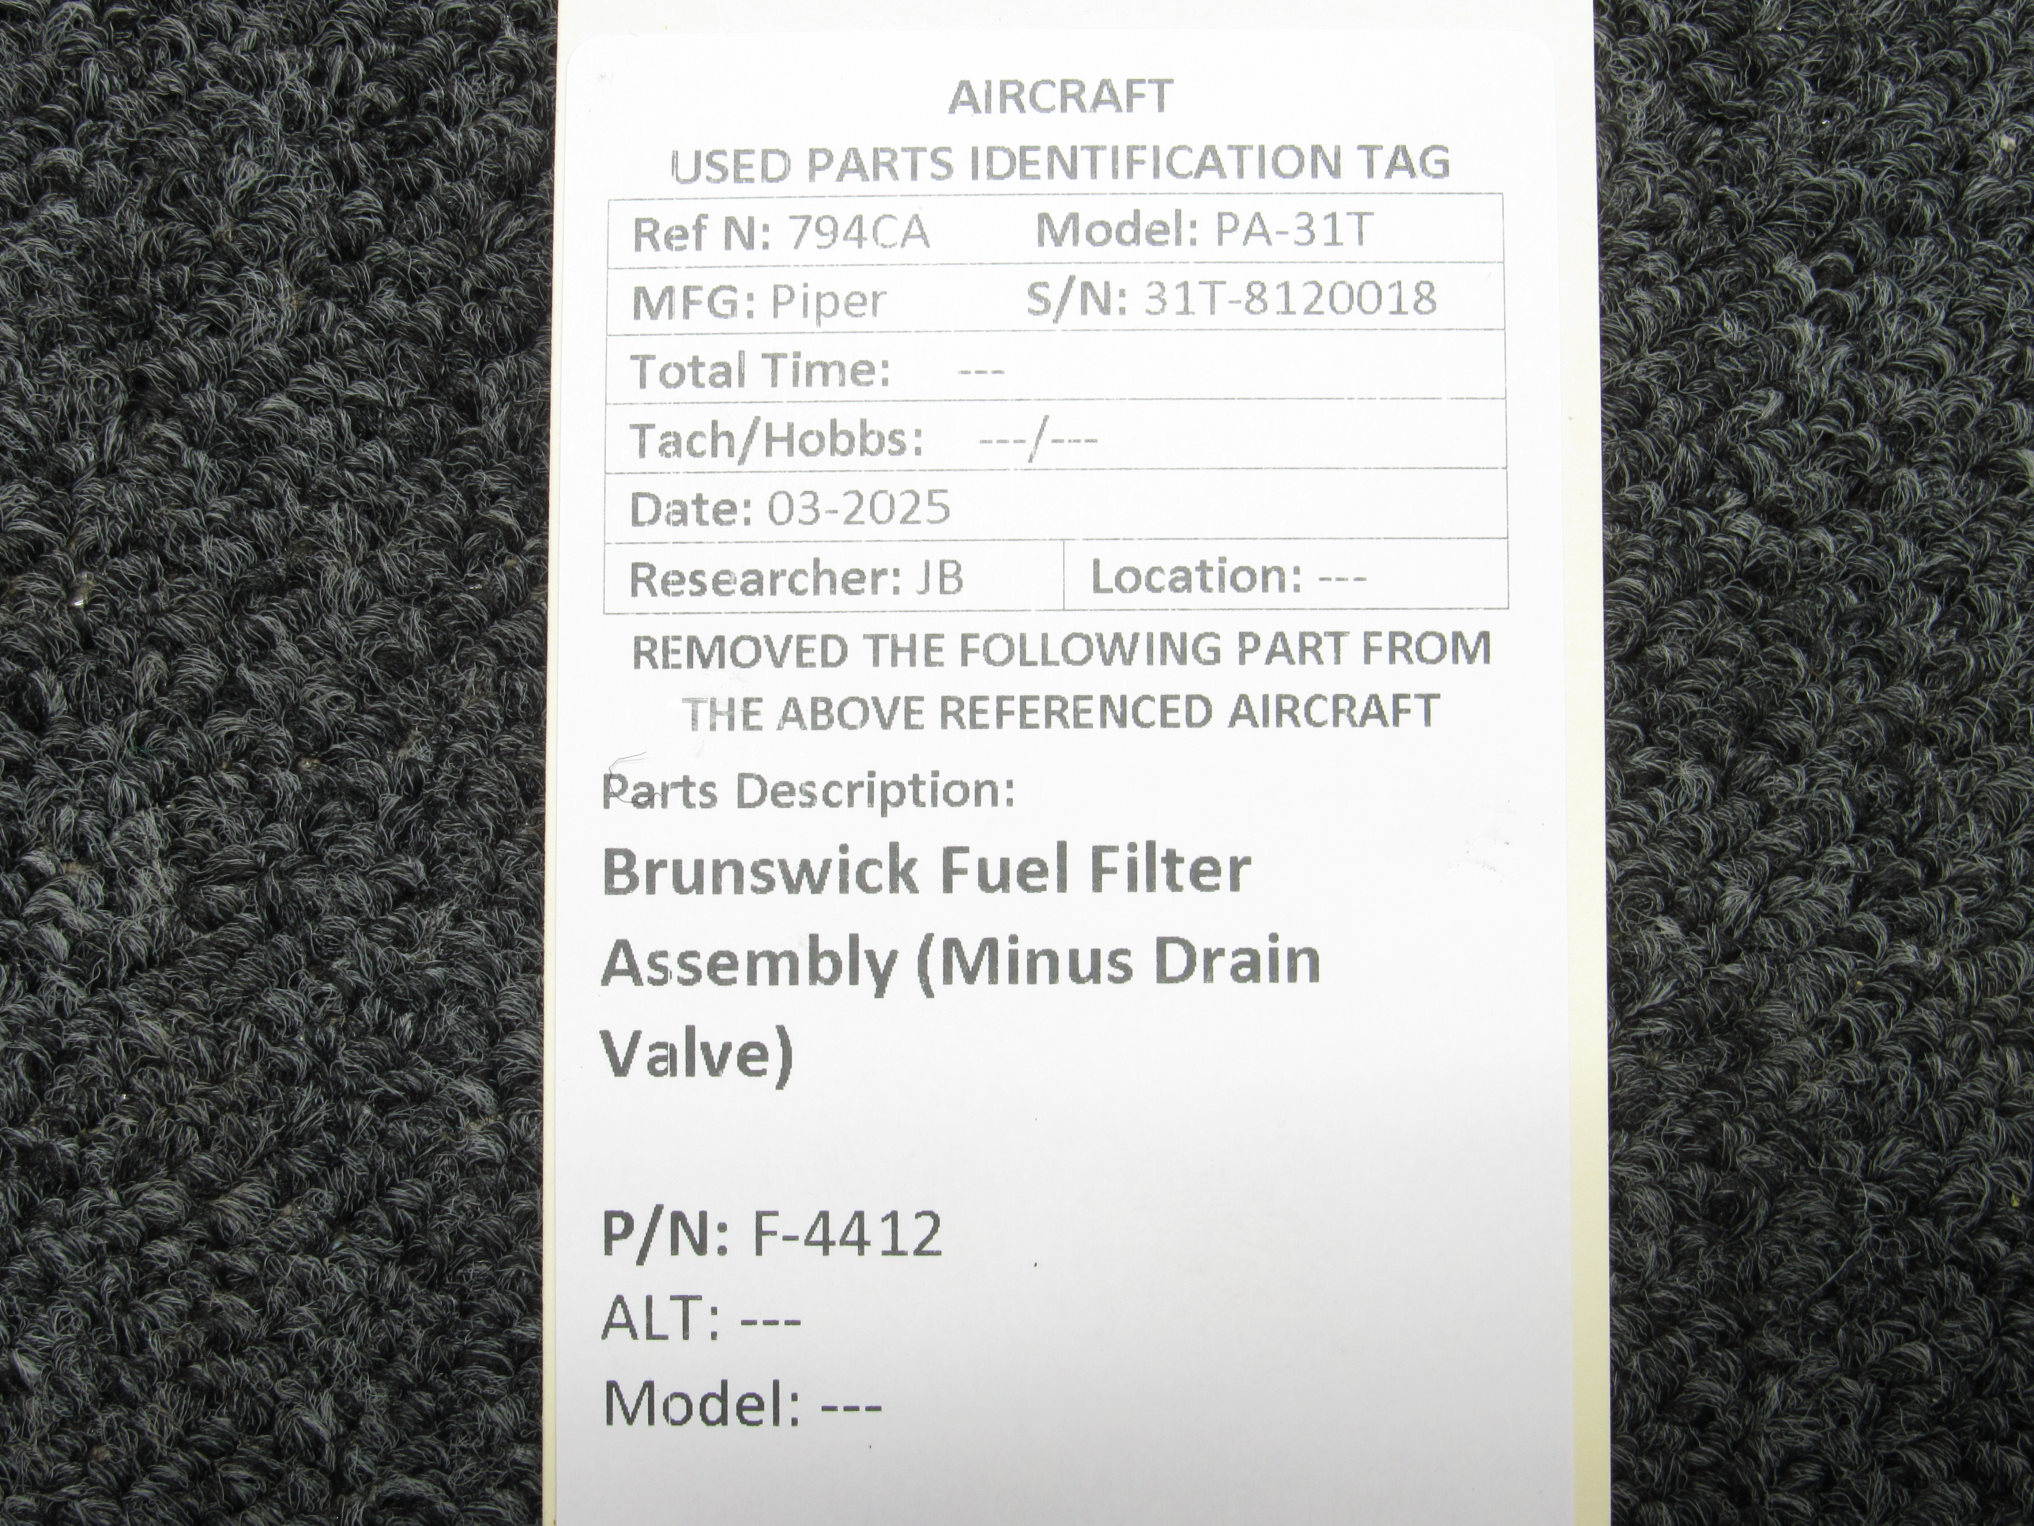 AIRCRAFT
USED PARTS IDENTIFICATION TAG
Ref N: 794CA Model: PA-31T
MFG: Piper S/N: 31T-8120018
Total Time: ---
Tach/Hobbs: ---/---
Date: 03-2025
Researcher: JB Location: ---
REMOVED THE FOLLOWING PART FROM
THE ABOVE REFERENCED AIRCRAFT
Parts Description:
Brunswick Fuel Filter
Assembly (Minus Drain
Valve)
P/N: F-4412
ALT: ---
Model: ---